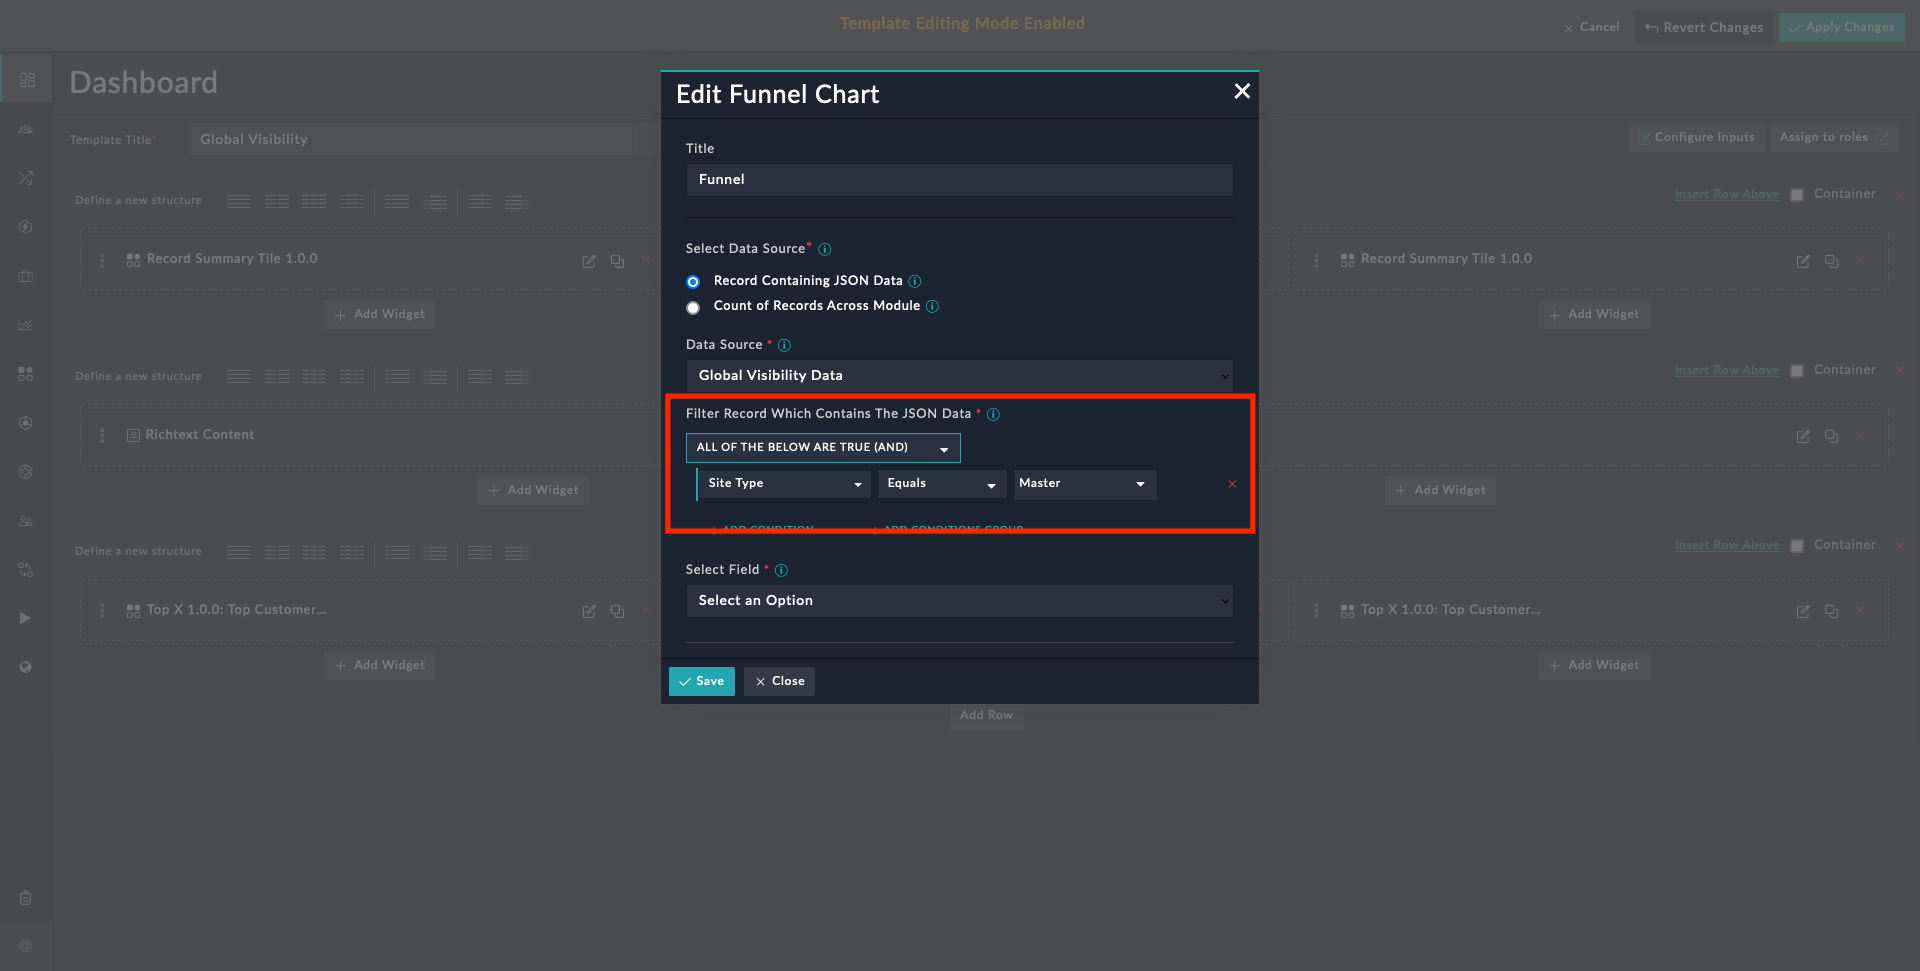 Template Editing Mode Enabled
Cancel
Revert Changes
Apply Changes
Dashboard
Template Title*
Global Visibility
Configure Inputs
Assign to roles
Define a new structure
Insert Row Above
Container
Record Summary Tile 1.0.0
Record Summary Tile 1.0.0
Add Widget
Add Widget
Define a new structure
Insert Row Above
Container
Richtext Content
Add Widget
Add Widget
Define a new structure
Insert Row Above
Container
Top X 1.0.0: Top Customer...
Top X 1.0.0: Top Customer...
Add Widget
Add Widget
Add Row
Edit Funnel Chart
Title
Funnel
Select Data Source*
Record Containing JSON Data
Count of Records Across Module
Data Source *
Global Visibility Data
Filter Record Which Contains The JSON Data *
ALL OF THE BELOW ARE TRUE (AND)
Site Type Equals Master
+ ADD CONDITION + ADD CONDITIONS GROUP
Select Field *
Select an Option
Save
Close